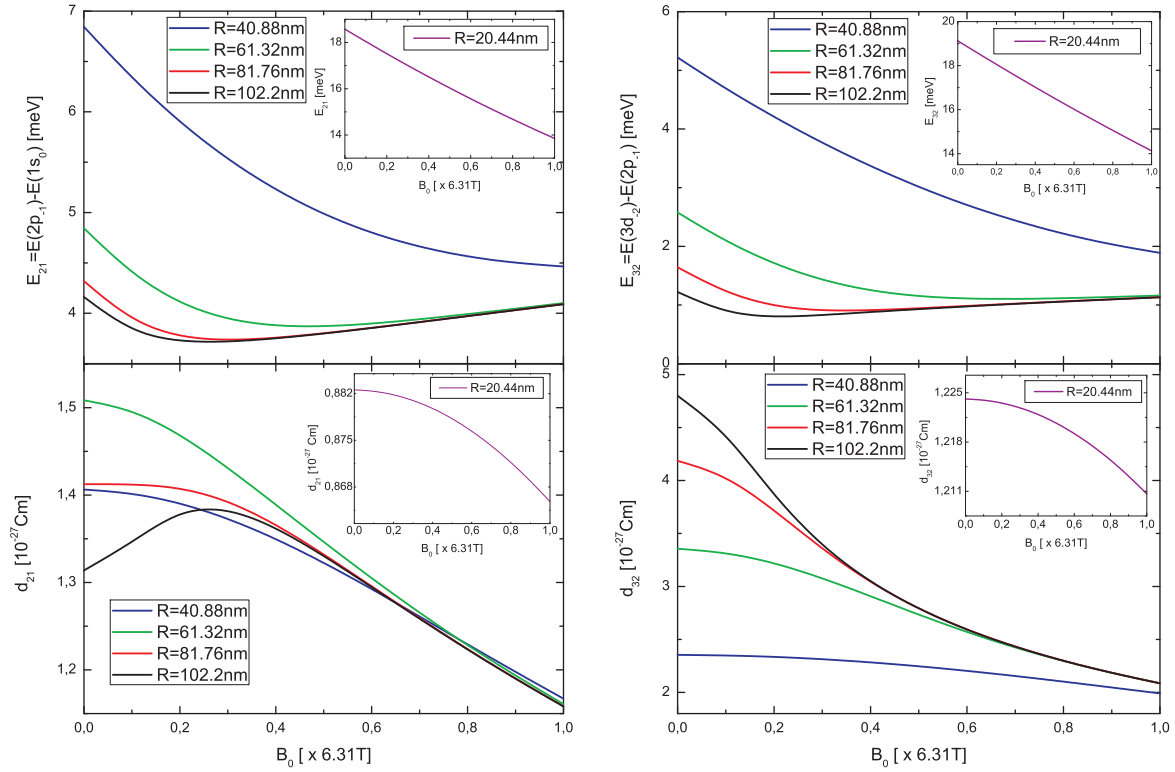 R=40.88nm
R=61.32nm
R=81.76nm
R=102.2nm
R=20.44nm
E21 [meV]
18
16
14
0,0 0,2 0,4 0,6 0,8 1,0
B0 [ x 6.31T]
E21=E(2p-1)-E(1s0) [meV]
7
6
5
4
R=40.88nm
R=61.32nm
R=81.76nm
R=102.2nm
R=20.44nm
E32 [meV]
20
19
18
17
16
15
14
0,0 0,2 0,4 0,6 0,8 1,0
B0 [ x 6.31T]
E32=E(3d-2)-E(2p-1) [meV]
6
4
2
0
R=20.44nm
d21 [10-27Cm]
0,882
0,875
0,868
0,0 0,2 0,4 0,6 0,8 1,0
B0 [ x 6.31T]
d21 [10-27Cm]
1,5
1,4
1,3
1,2
R=40.88nm
R=61.32nm
R=81.76nm
R=102.2nm
0,0 0,2 0,4 0,6 0,8 1,0
B0 [ x 6.31T]
R=40.88nm
R=61.32nm
R=81.76nm
R=102.2nm
R=20.44nm
d32 [10-27Cm]
1,225
1,218
1,211
0,0 0,2 0,4 0,6 0,8 1,0
B0 [ x 6.31T]
d32 [10-27Cm]
5
4
3
2
0,0 0,2 0,4 0,6 0,8 1,0
B0 [ x 6.31T]